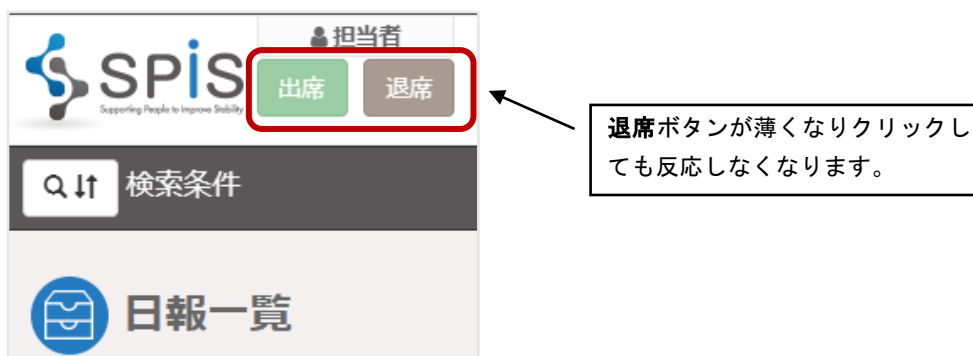 担当者
SPiS
Supporting People to Improve Stability
出席 退席
検索条件
日報一覧
退席ボタンが薄くなりクリックし
ても反応しなくなります。